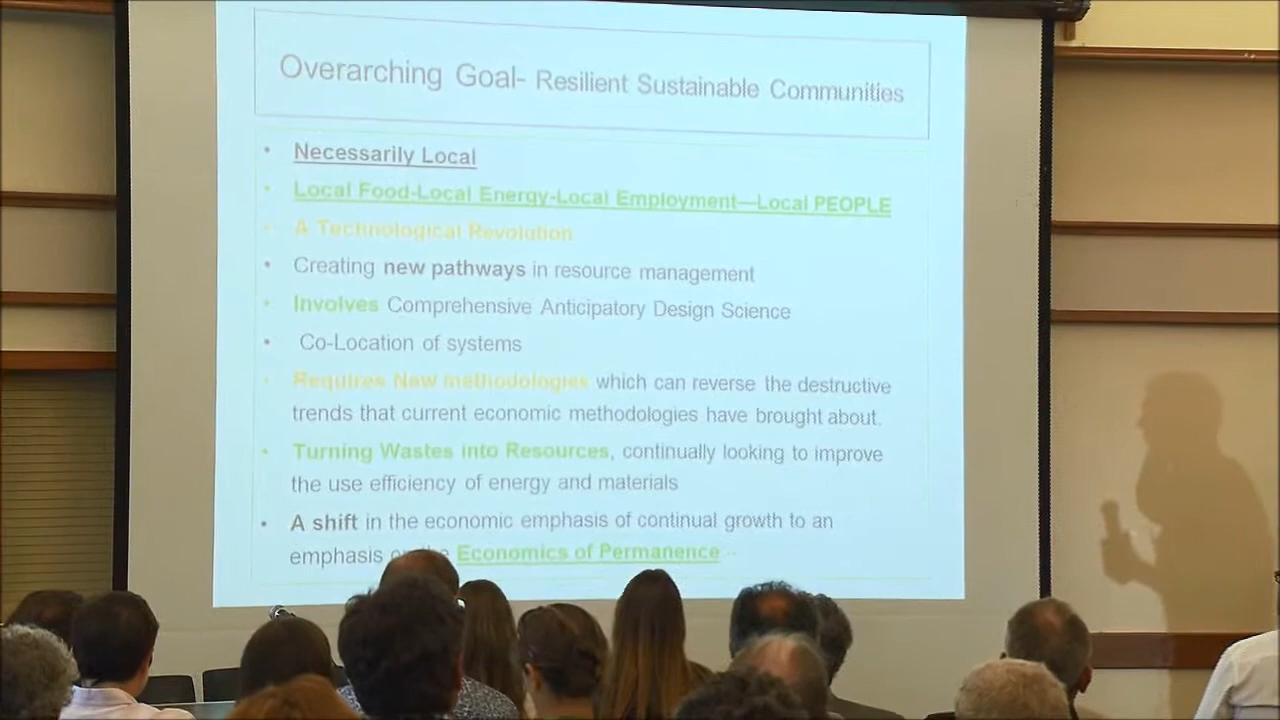 Overarching Goal- Resilient Sustainable Communities
• Necessarily Local
• Local Food-Local Energy-Local Employment—Local PEOPLE
• A Technological Revolution
• Creating new pathways in resource management
• Involves Comprehensive Anticipatory Design Science
• Co-Location of systems
• Requires New methodologies which can reverse the destructive
trends that current economic methodologies have brought about.
• Turning Wastes into Resources, continually looking to improve
the use efficiency of energy and materials
• A shift in the economic emphasis of continual growth to an
emphasis Economics of Permanence